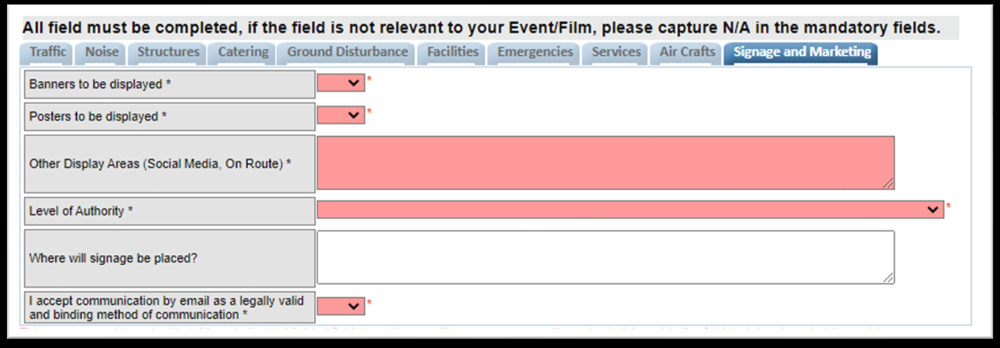 All field must be completed, if the field is not relevant to your Event/Film, please capture N/A in the mandatory fields.
Traffic Noise Structures Catering Ground Disturbance Facilities Emergencies Services Air Crafts Signage and Marketing
Banners to be displayed * *
Posters to be displayed * *
Other Display Areas (Social Media, On Route) *
Level of Authority * *
Where will signage be placed?
I accept communication by email as a legally valid
and binding method of communication * *